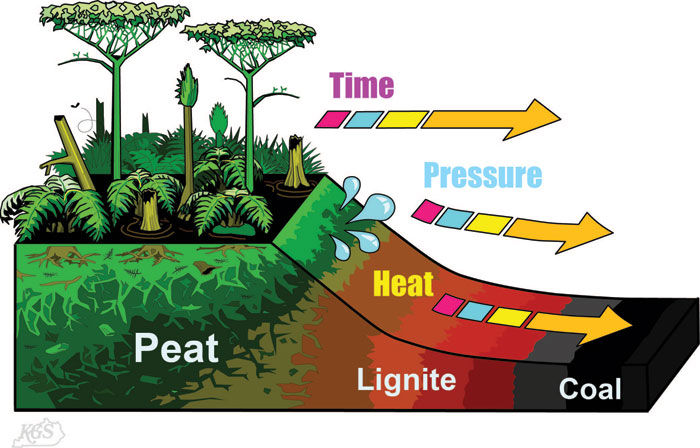 Time
Pressure
Heat
Peat
Lignite
Coal
KGS